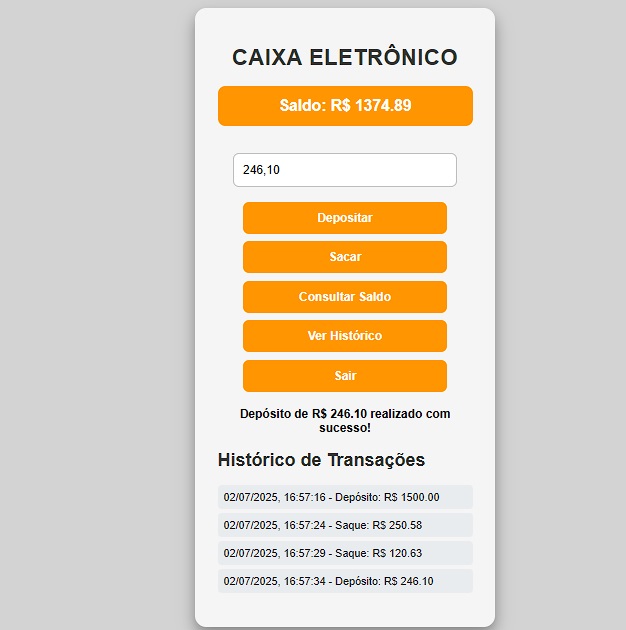 CAIXA ELETRÔNICO
Saldo: R$ 1374.89
246,10
Depositar
Sacar
Consultar Saldo
Ver Histórico
Sair
Depósito de R$ 246.10 realizado com
sucesso!
Histórico de Transações
02/07/2025, 16:57:16 - Depósito: R$ 1500.00
02/07/2025, 16:57:24 - Saque: R$ 250.58
02/07/2025, 16:57:29 - Saque: R$ 120.63
02/07/2025, 16:57:34 - Depósito: R$ 246.10